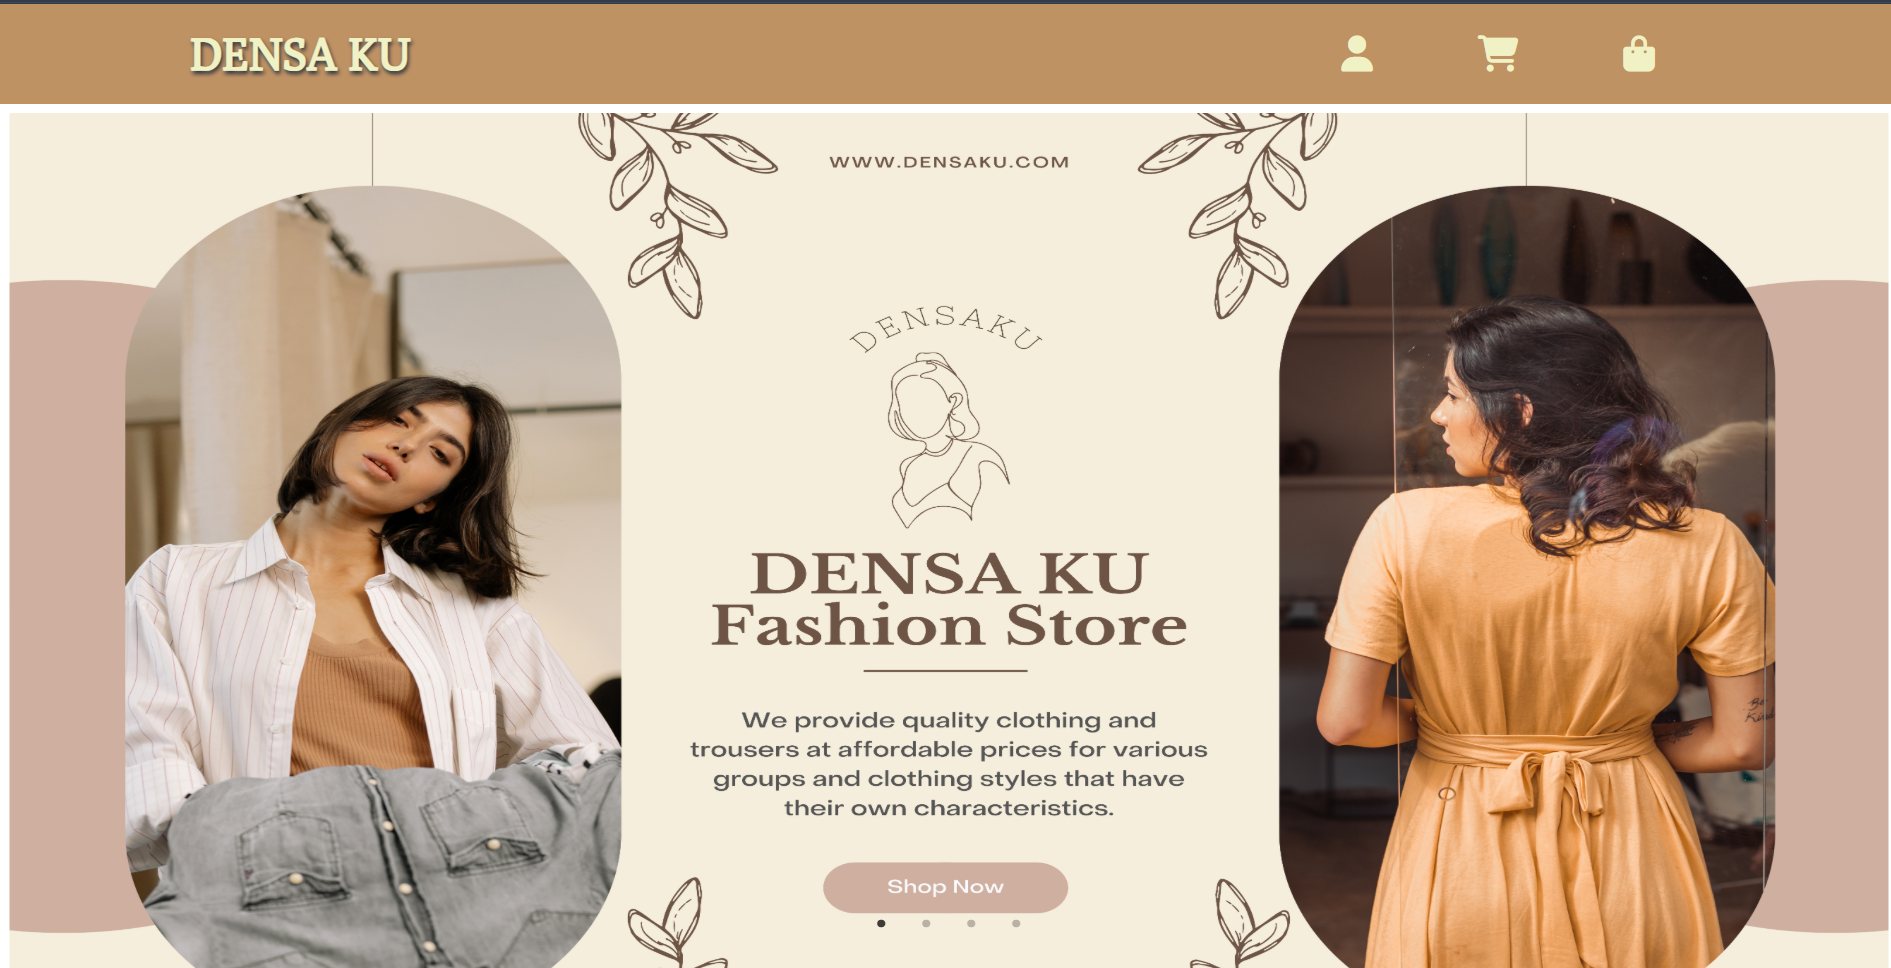 DENSA KU
WWW.DENSAKU.COM
DENSAKU
DENSA KU
Fashion Store
We provide quality clothing and
trousers at affordable prices for various
groups and clothing styles that have
their own characteristics.
Shop Now